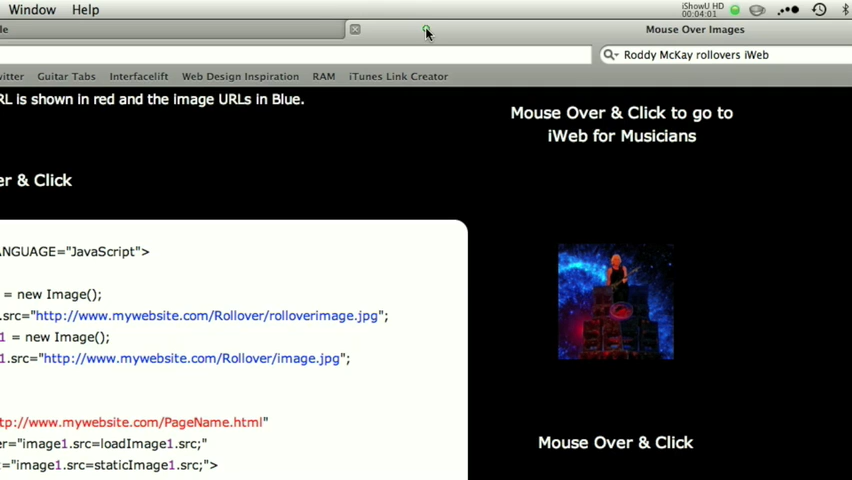 Window Help
iShowU HD
00:04:01
le
Mouse Over Images
Roddy McKay rollovers iWeb
witter Guitar Tabs Interfacelift Web Design Inspiration RAM iTunes Link Creator
RL is shown in red and the image URLs in Blue.
Mouse Over & Click to go to
iWeb for Musicians
er & Click
ANGUAGE="JavaScript">
= new Image();
.src="http://www.mywebsite.com/Rollover/rolloverimage.jpg";
1 = new Image();
1.src="http://www.mywebsite.com/Rollover/image.jpg";
tp://www.mywebsite.com/PageName.html"
er="image1.src=loadImage1.src;"
t="image1.src=staticImage1.src;">
Mouse Over & Click